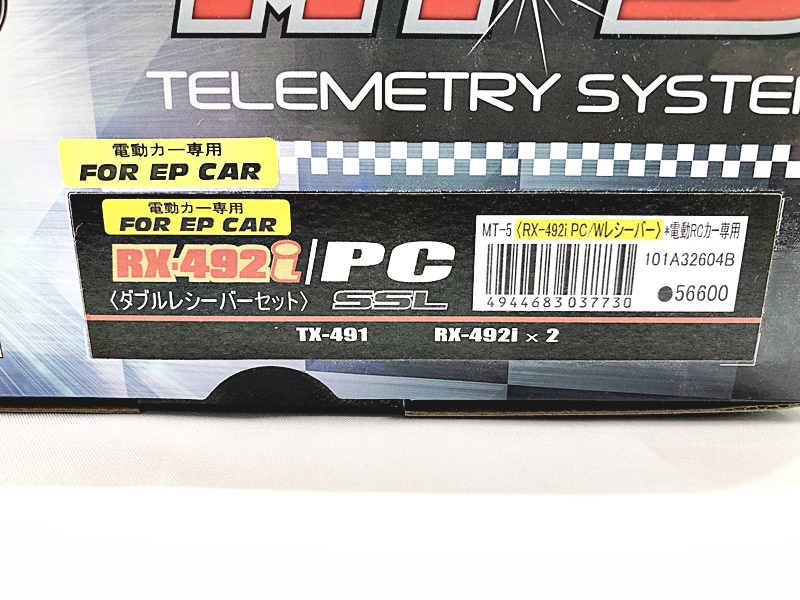 TELEMETRY SYSTE
電動カー専用
FOR EP CAR
電動カー専用
FOR EP CAR
RX-492i/PC
〈ダブルレシーバーセット〉 SSL
MT-5〈RX-492i PC/Wレシーバー〉*電動RCカー専用
101A32604B
4944683037730
●56600
TX-491 RX-492i × 2